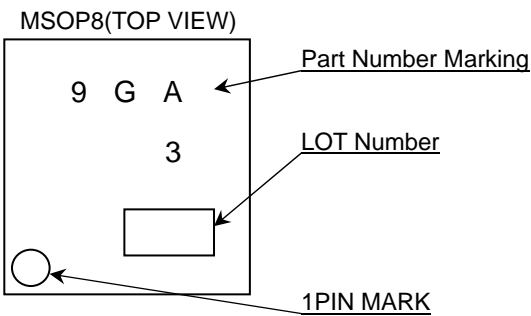 MSOP8(TOP VIEW)
Part Number Marking
9 G A
3
LOT Number
1PIN MARK